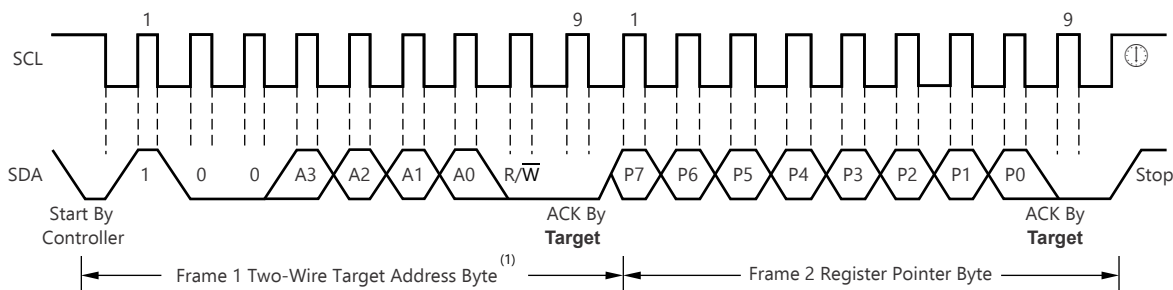 1 9 1 9
SCL
SDA 1 0 0 A3 A2 A1 A0 R/W̅ P7 P6 P5 P4 P3 P2 P1 P0 Stop
Start By ACK By ACK By
Controller Target Target
Frame 1 Two-Wire Target Address Byte (1) Frame 2 Register Pointer Byte